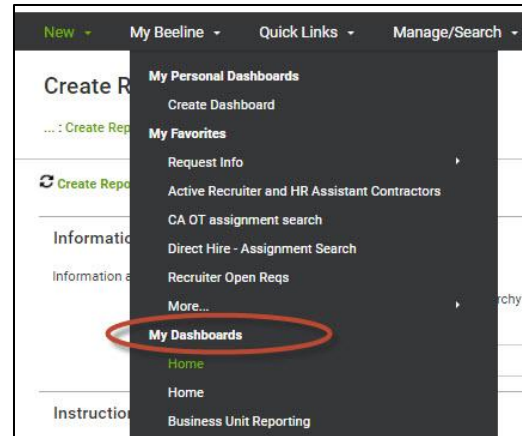 New My Beeline Quick Links Manage/Search
Create R
My Personal Dashboards
Create Dashboard
... : Create Rep
My Favorites
Request Info
Create Repo
Active Recruiter and HR Assistant Contractors
CA OT assignment search
Informatio
Direct Hire - Assignment Search
Information a
Recruiter Open Reqs
More...
rchy
My Dashboards
Home
Home
Instruction
Business Unit Reporting